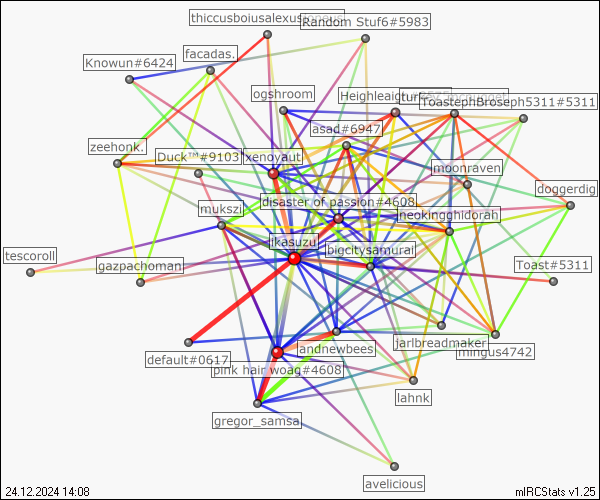 thiccusboiusalexus
Random Stuf6#5983
facadas.
Knowun#6424
ogshroom
Heighleaigturkey
ToastephBroseph5311#5311
asad#6947
zeehonk.
Duck™#9103
xenoyaut
moonraven
doggerdig
disaster of passion#4608
mukszi
neokingghidorah
ikasuzu
bigcitysamurai
tescoroll
gazpachoman
Toast#5311
jarlbreadmaker
landnewbees
mingus4742
default#0617
pink hair woag#4608
lahnk
gregor_samsa
avelicious
24.12.2024 14:08
mIRCStats v1.25